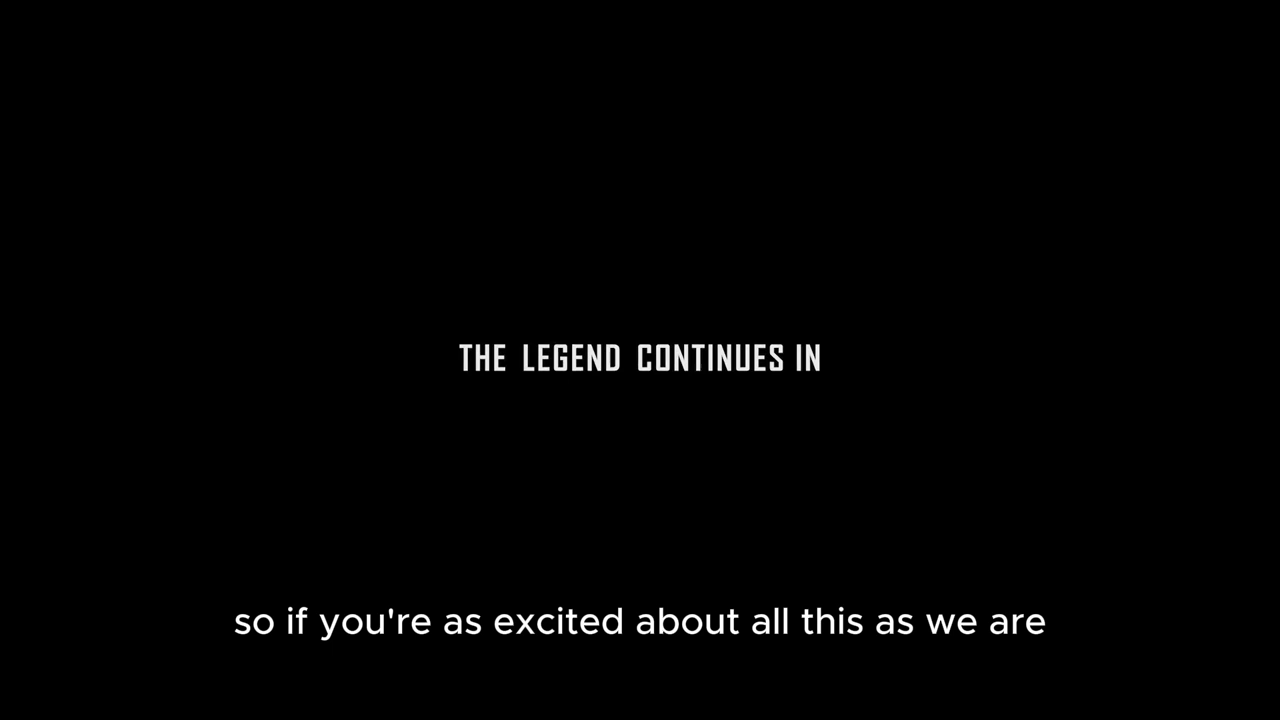 THE LEGEND CONTINUES IN
so if you're as excited about all this as we are